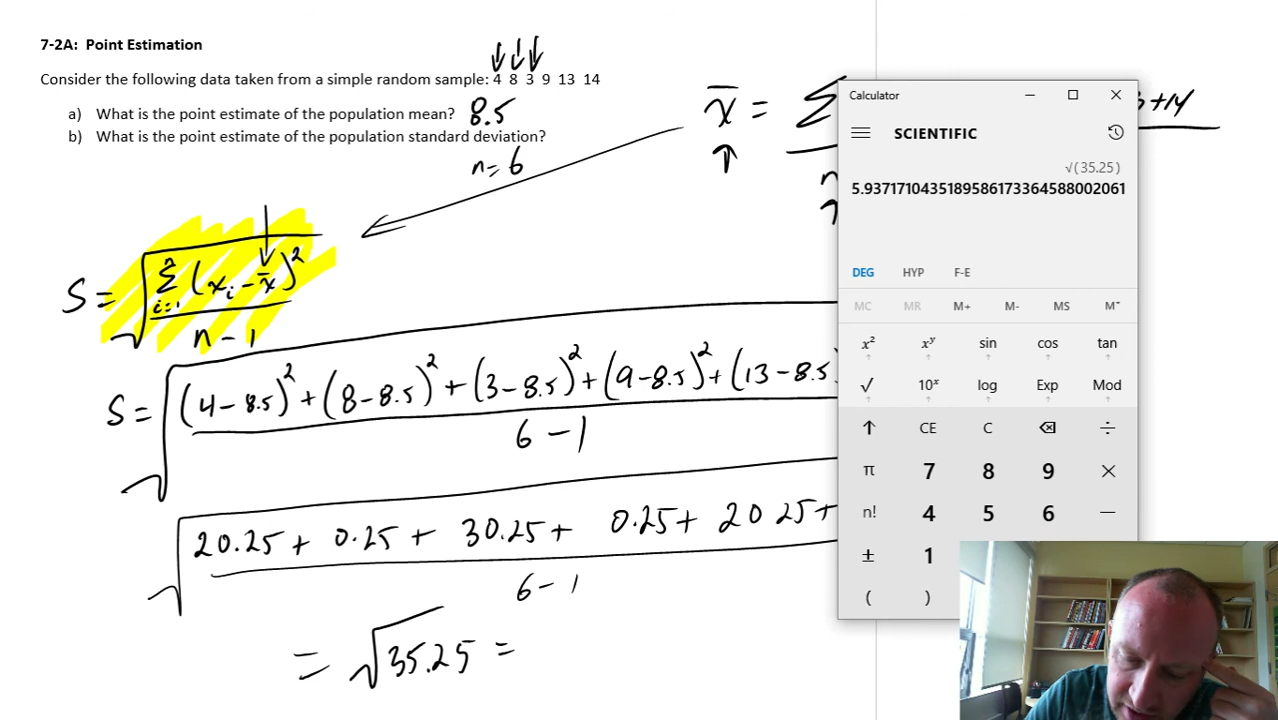 7-2A: Point Estimation
Consider the following data taken from a simple random sample: 4 8 3 9 13 14
a) What is the point estimate of the population mean? 8.5
b) What is the point estimate of the population standard deviation?
n = 6
x̄ = Σ
+14
n
S = √ Σ i=1 n (xᵢ - x̄)²
n - 1
S = √ (4 - 8.5)² + (8 - 8.5)² + (3 - 8.5)² + (9 - 8.5)² + (13 - 8.5
6 - 1
√ 20.25 + 0.25 + 30.25 + 0.25 + 20 25 +
6 - 1
= √35.25 =
Calculator
SCIENTIFIC
√(35.25)
5.9371710435189586173364588002061
DEG HYP F-E
MC MR M+ M- MS M˅
x² xʸ sin cos tan
√ 10ˣ log Exp Mod
↑ CE C ⌫ ÷
π 7 8 9 ×
n! 4 5 6 —
± 1
( )